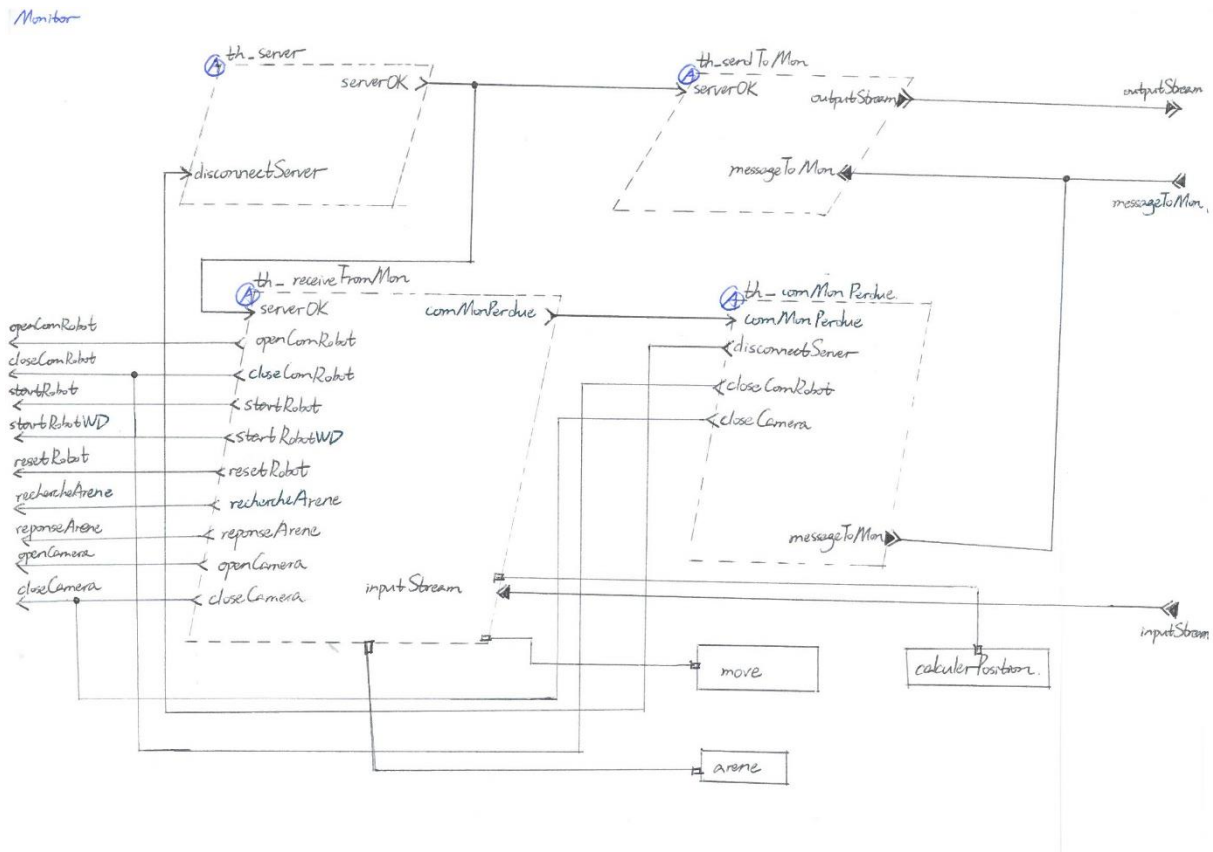 Monitor
A th_server
serverOK
disconnectServer
A th_sendToMon
serverOK
outputStream
messageToMon
outputStream
messageToMon.
A th_receiveFromMon
serverOK
comMonPerdue
openComRobot
closeComRobot
startRobot
startRobotWD
resetRobot
rechercheArene
reponseArene
openCamera
closeCamera
inputStream
openComRobot
closeComRobot
startRobot
startRobotWD
resetRobot
rechercheArene
reponseArene
openCamera
closeCamera
A th_comMonPerdue.
comMonPerdue
disconnectServer
closeComRobot
closeCamera
messageToMon
inputStream
move
calculerPosition.
arene